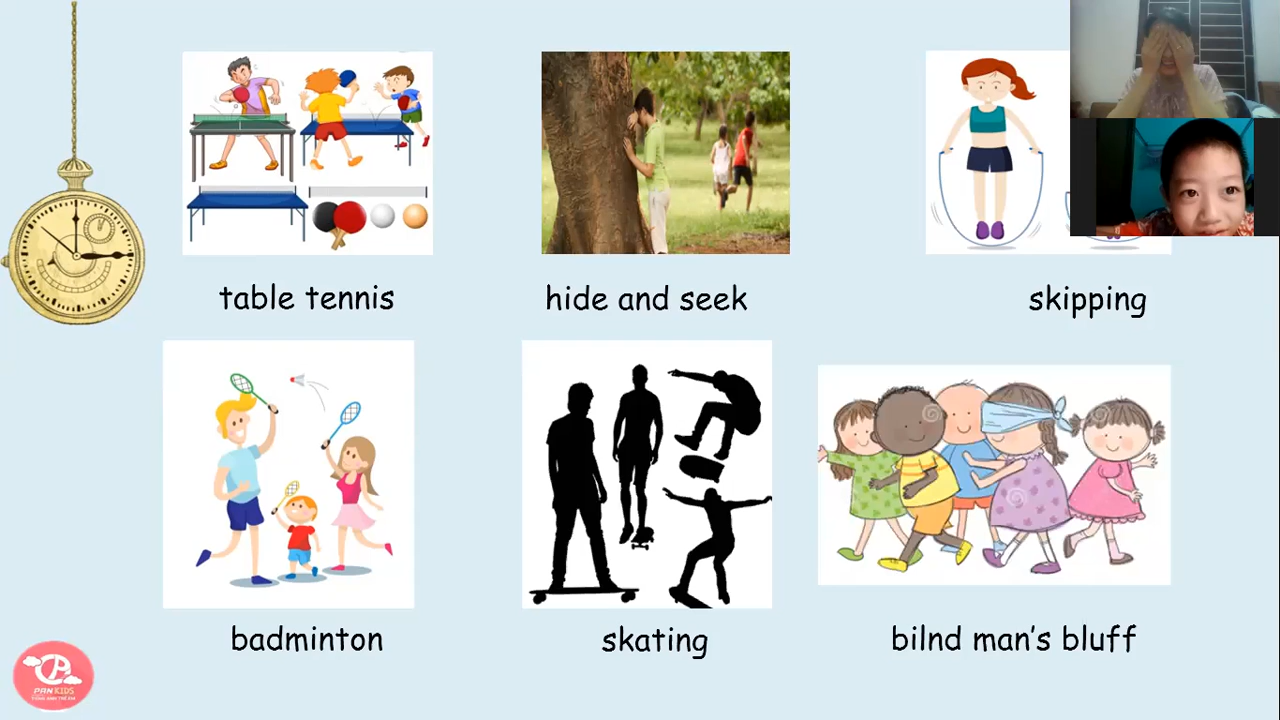 table tennis
hide and seek
skipping
badminton
skating
bilnd man's bluff
PAN KIDS